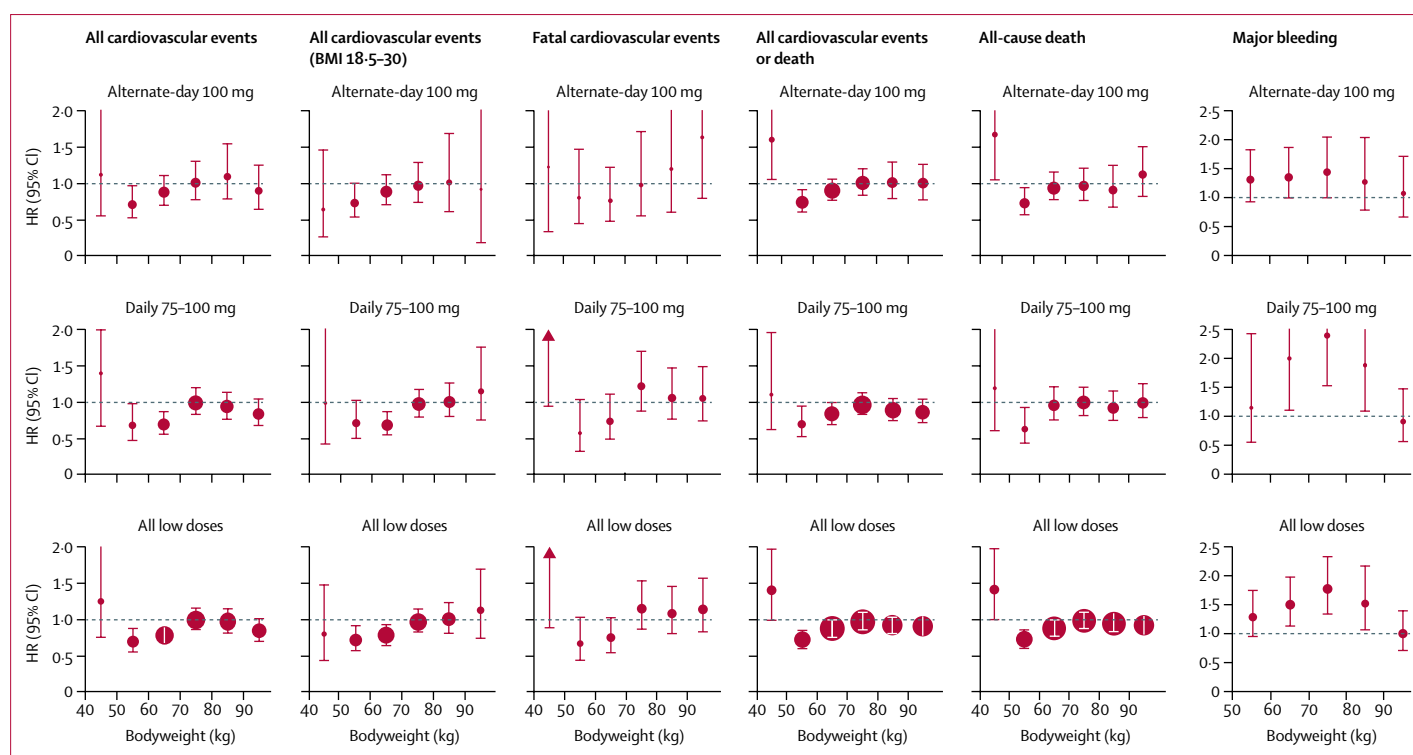 All cardiovascular events
All cardiovascular events
(BMI 18·5–30)
Fatal cardiovascular events
All cardiovascular events
or death
All-cause death
Major bleeding
Alternate-day 100 mg
Alternate-day 100 mg
Alternate-day 100 mg
Alternate-day 100 mg
Alternate-day 100 mg
Alternate-day 100 mg
HR (95% CI)
2·0
1·5
1·0
0·5
0
2·5
2·0
1·5
1·0
0·5
0
Daily 75–100 mg
Daily 75–100 mg
Daily 75–100 mg
Daily 75–100 mg
Daily 75–100 mg
Daily 75–100 mg
HR (95% CI)
2·0
1·5
1·0
0·5
0
2·5
2·0
1·5
1·0
0·5
0
All low doses
All low doses
All low doses
All low doses
All low doses
All low doses
HR (95% CI)
2·0
1·5
1·0
0·5
0
2·5
2·0
1·5
1·0
0·5
0
40 50 60 70 80 90
40 50 60 70 80 90
40 50 60 70 80 90
40 50 60 70 80 90
40 50 60 70 80 90
50 60 70 80 90
Bodyweight (kg)
Bodyweight (kg)
Bodyweight (kg)
Bodyweight (kg)
Bodyweight (kg)
Bodyweight (kg)